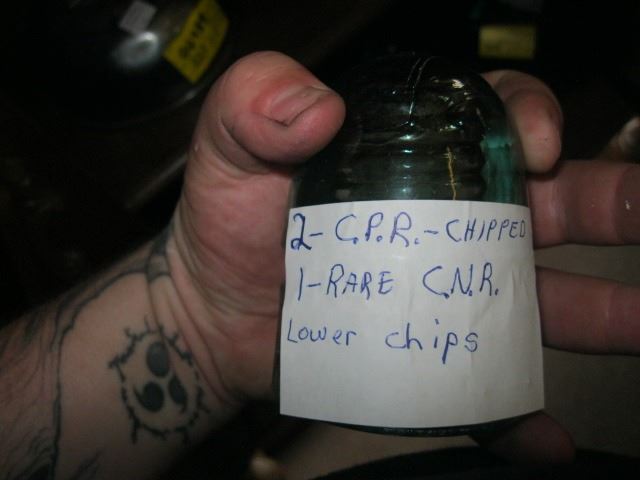 2- C.P.R. - CHIPPED
1- RARE C.N.R.
Lower chips